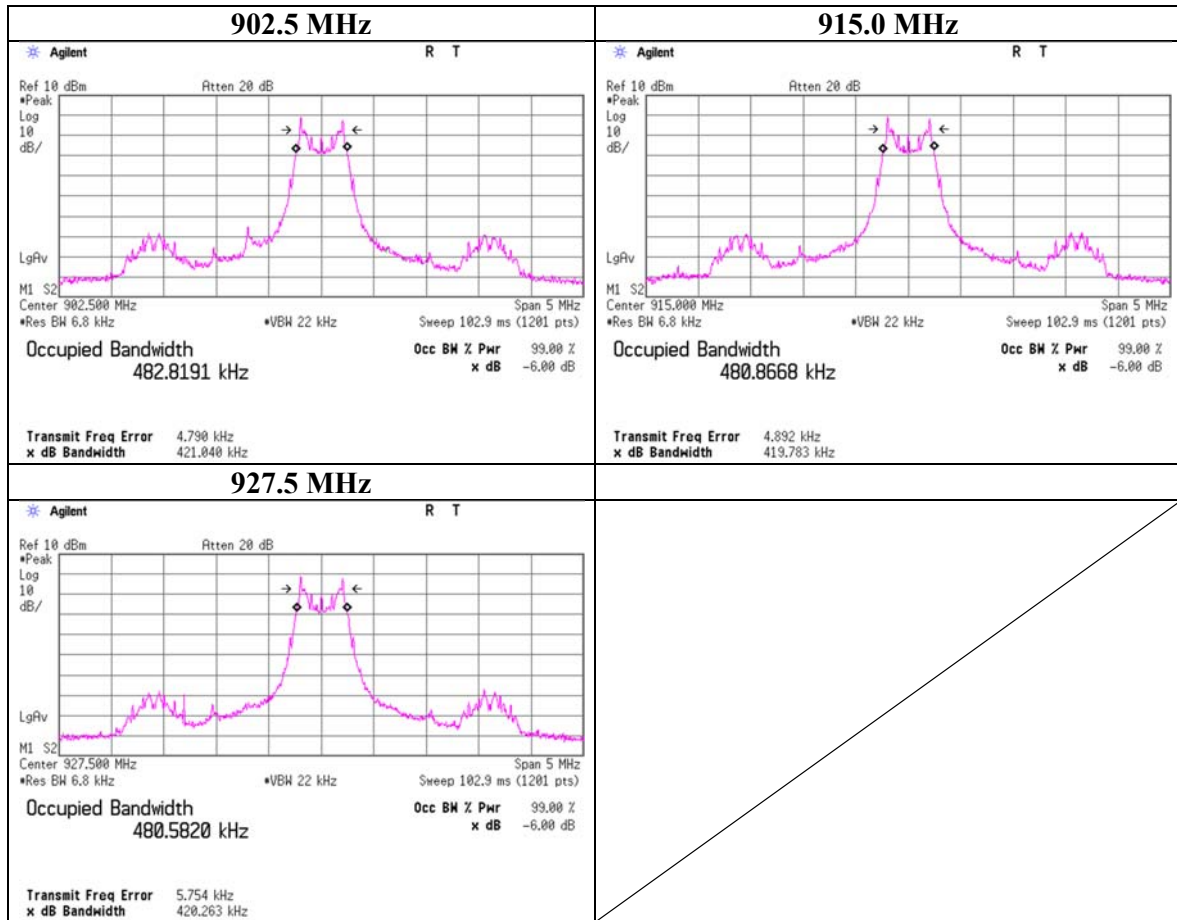 902.5 MHz
Agilent
R T
Ref 10 dBm
Atten 20 dB
*Peak
Log
10
dB/
LgAv
M1 S2
Center 902.500 MHz
Span 5 MHz
*Res BW 6.8 kHz
*VBW 22 kHz
Sweep 102.9 ms (1201 pts)
Occupied Bandwidth
482.8191 kHz
Occ BW % Pwr 99.00 %
x dB -6.00 dB
Transmit Freq Error 4.790 kHz
x dB Bandwidth 421.040 kHz
915.0 MHz
Agilent
R T
Ref 10 dBm
Atten 20 dB
*Peak
Log
10
dB/
LgAv
M1 S2
Center 915.000 MHz
Span 5 MHz
*Res BW 6.8 kHz
*VBW 22 kHz
Sweep 102.9 ms (1201 pts)
Occupied Bandwidth
480.8668 kHz
Occ BW % Pwr 99.00 %
x dB -6.00 dB
Transmit Freq Error 4.892 kHz
x dB Bandwidth 419.783 kHz
927.5 MHz
Agilent
R T
Ref 10 dBm
Atten 20 dB
*Peak
Log
10
dB/
LgAv
M1 S2
Center 927.500 MHz
Span 5 MHz
*Res BW 6.8 kHz
*VBW 22 kHz
Sweep 102.9 ms (1201 pts)
Occupied Bandwidth
480.5820 kHz
Occ BW % Pwr 99.00 %
x dB -6.00 dB
Transmit Freq Error 5.754 kHz
x dB Bandwidth 420.263 kHz